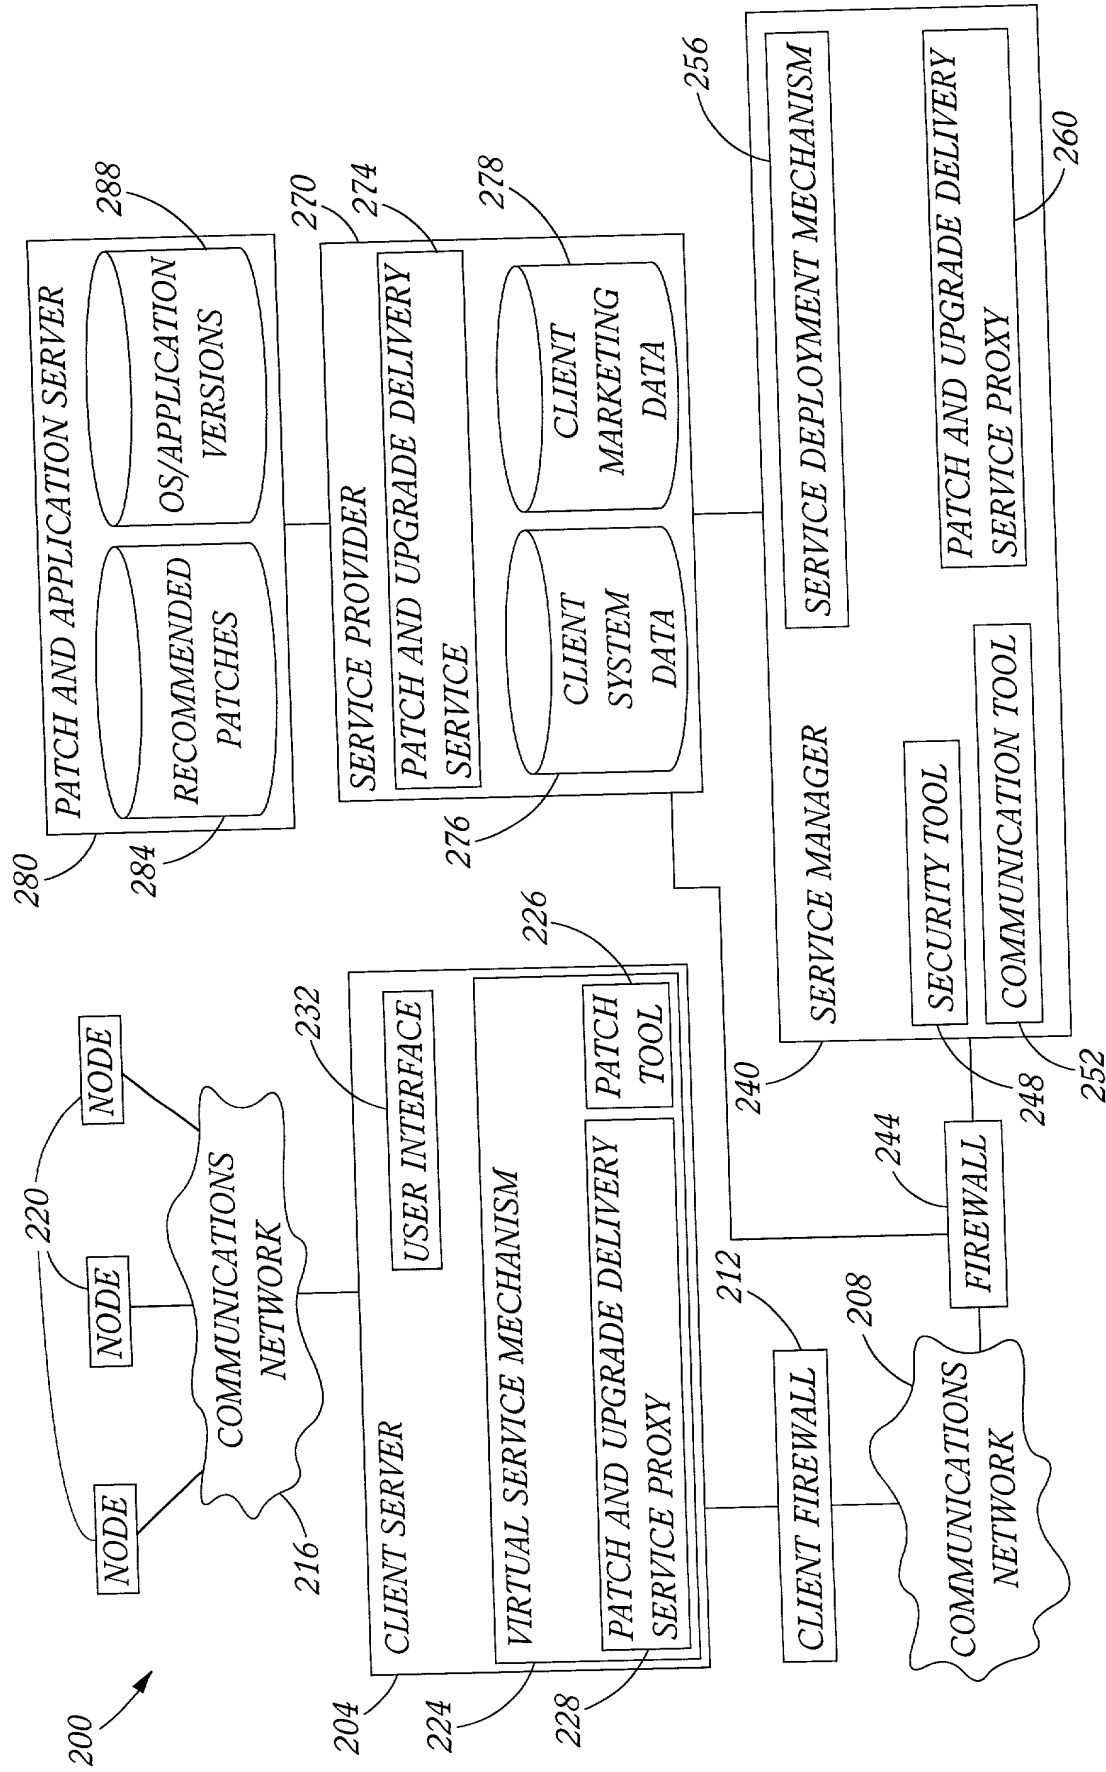 200
220
NODE
NODE
NODE
216
COMMUNICATIONS
NETWORK
204
CLIENT SERVER
232
USER INTERFACE
224
VIRTUAL SERVICE MECHANISM
228
PATCH AND UPGRADE DELIVERY
SERVICE PROXY
226
PATCH
TOOL
212
CLIENT FIREWALL
208
COMMUNICATIONS
NETWORK
244
FIREWALL
280
PATCH AND APPLICATION SERVER
284
RECOMMENDED
PATCHES
288
OS/APPLICATION
VERSIONS
270
SERVICE PROVIDER
274
PATCH AND UPGRADE DELIVERY
SERVICE
276
CLIENT
SYSTEM
DATA
278
CLIENT
MARKETING
DATA
240
SERVICE MANAGER
256
SERVICE DEPLOYMENT MECHANISM
248
SECURITY TOOL
252
COMMUNICATION TOOL
260
PATCH AND UPGRADE DELIVERY
SERVICE PROXY